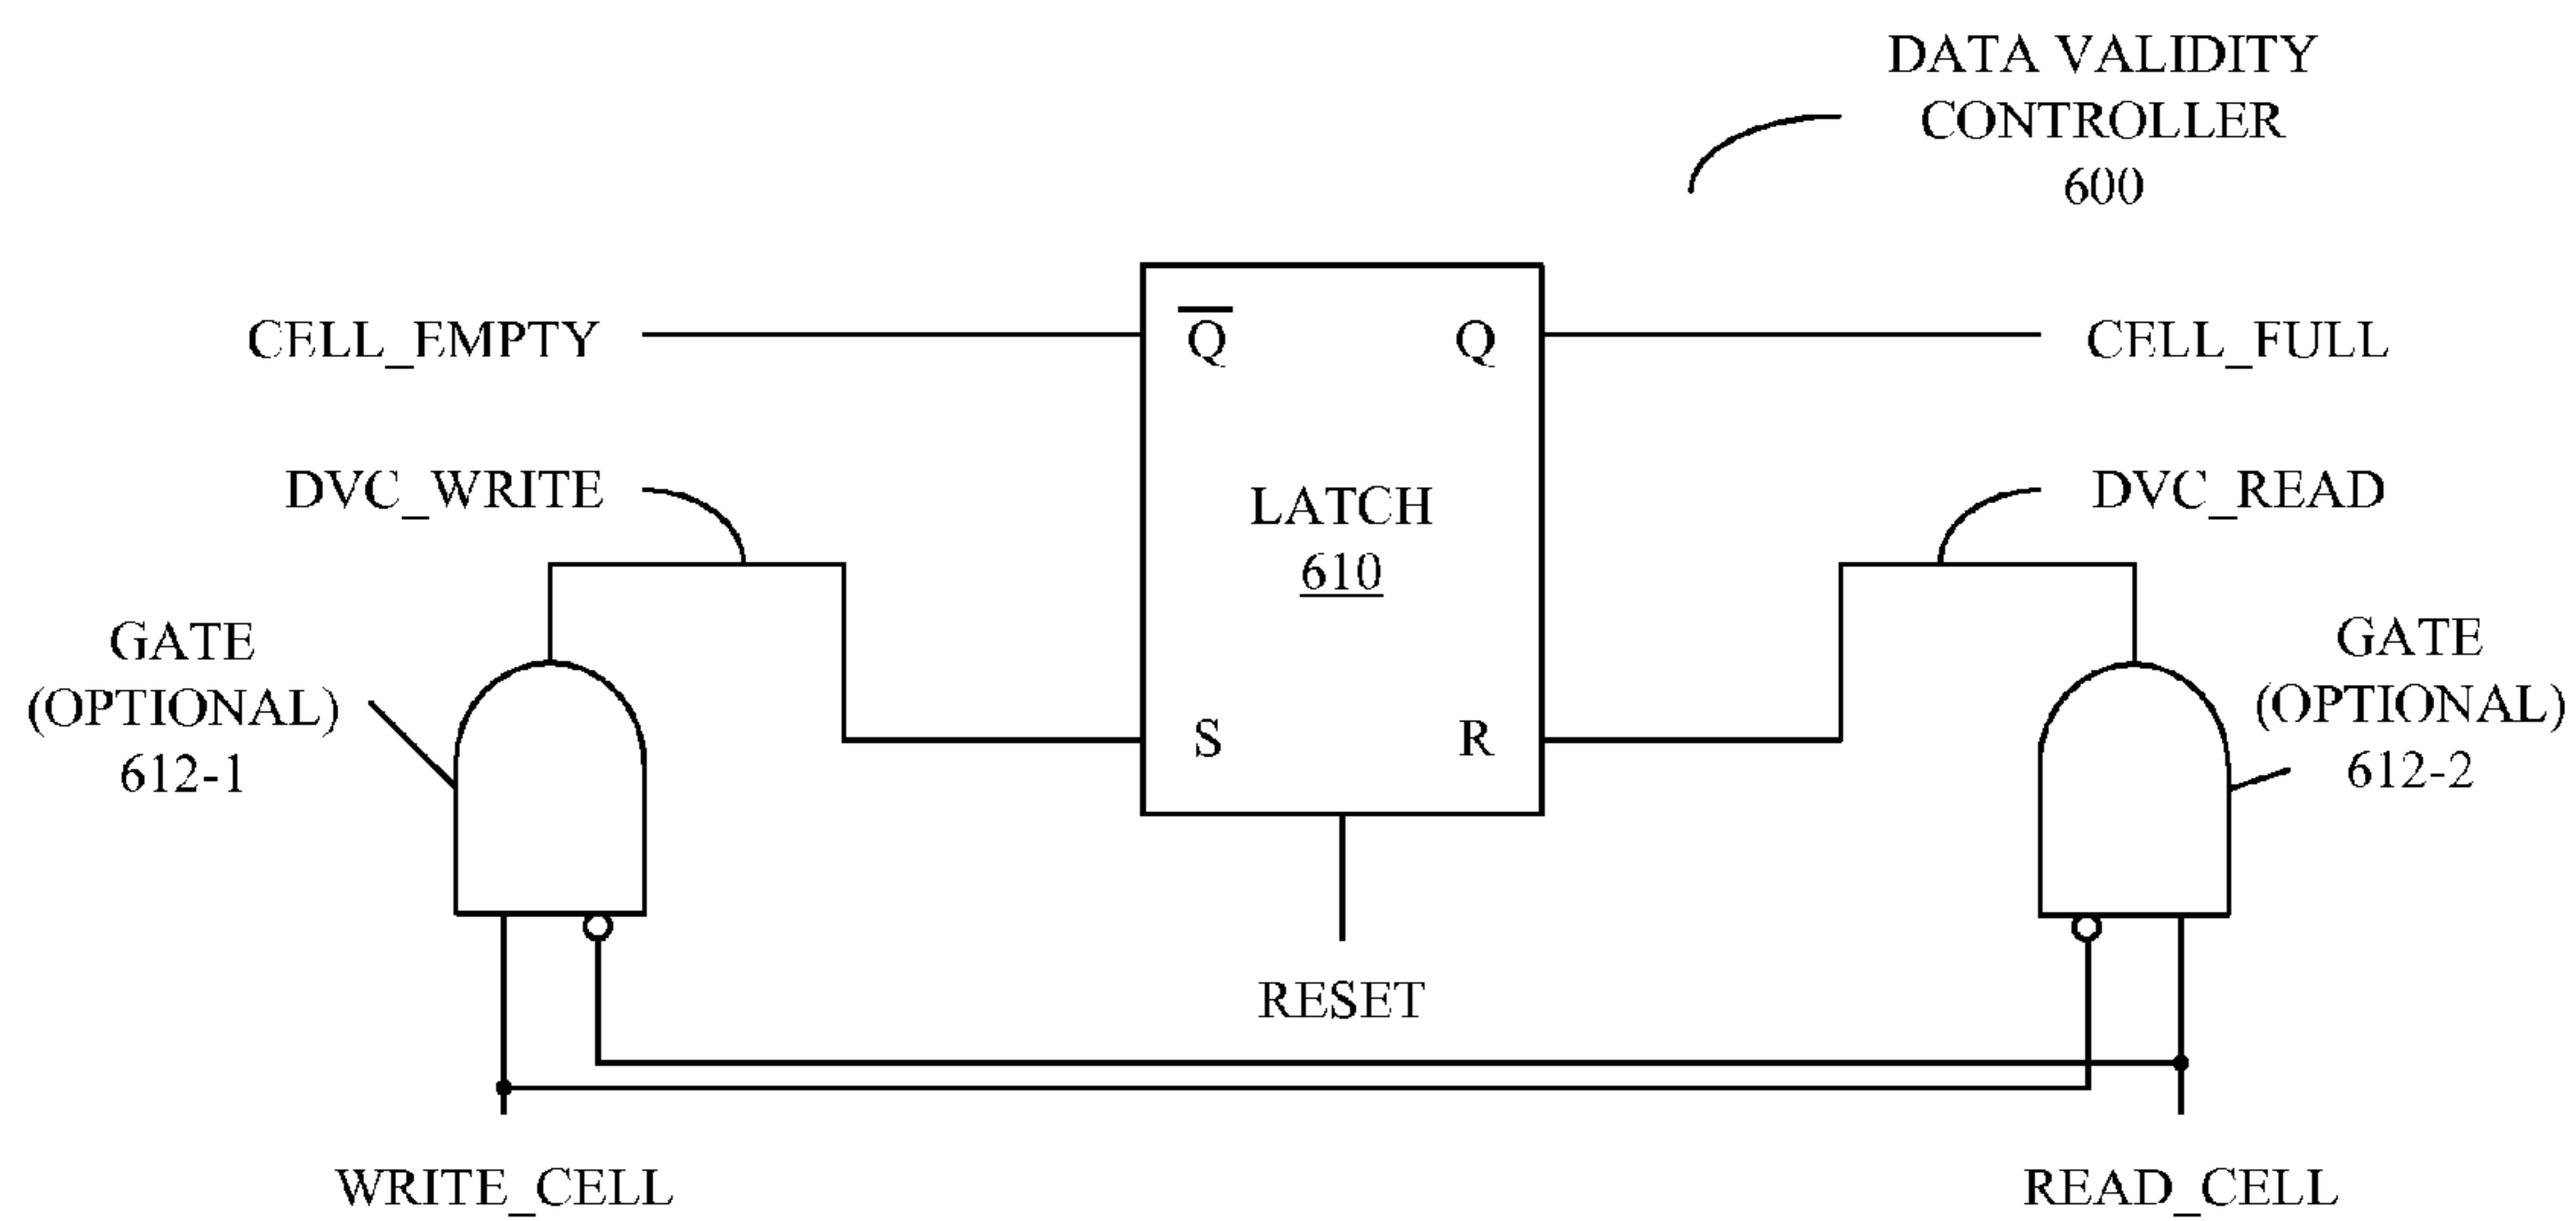 DATA VALIDITY
CONTROLLER
600
CELL_EMPTY
Q
Q
CELL_FULL
DVC_WRITE
LATCH
610
DVC_READ
GATE
(OPTIONAL)
612-1
S
R
GATE
(OPTIONAL)
612-2
RESET
WRITE_CELL
READ_CELL